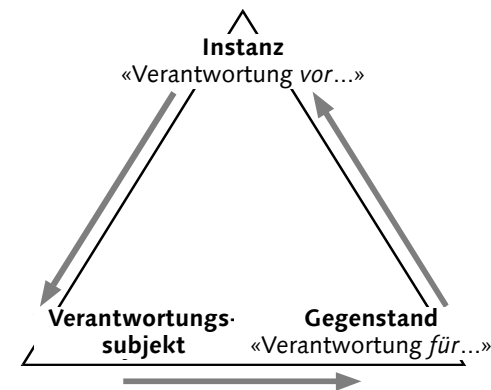 Instanz
«Verantwortung vor…»
Verantwortungs-
subjekt
Gegenstand
«Verantwortung für…»